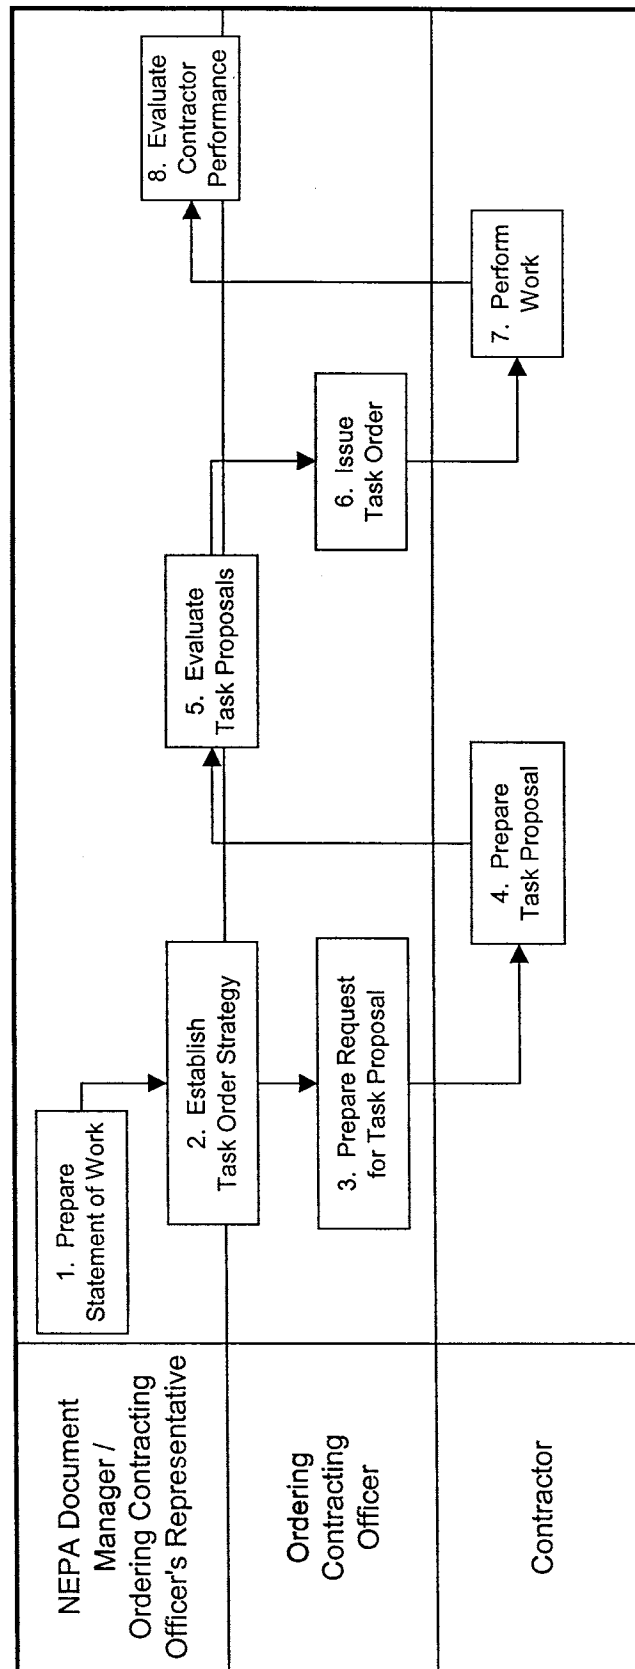 NEPA Document
Manager /
Ordering Contracting
Officer's Representative
Ordering
Contracting
Officer
Contractor
1. Prepare
Statement of Work
2. Establish
Task Order Strategy
3. Prepare Request
for Task Proposal
4. Prepare
Task Proposal
5. Evaluate
Task Proposals
6. Issue
Task Order
7. Perform
Work
8. Evaluate
Contractor
Performance